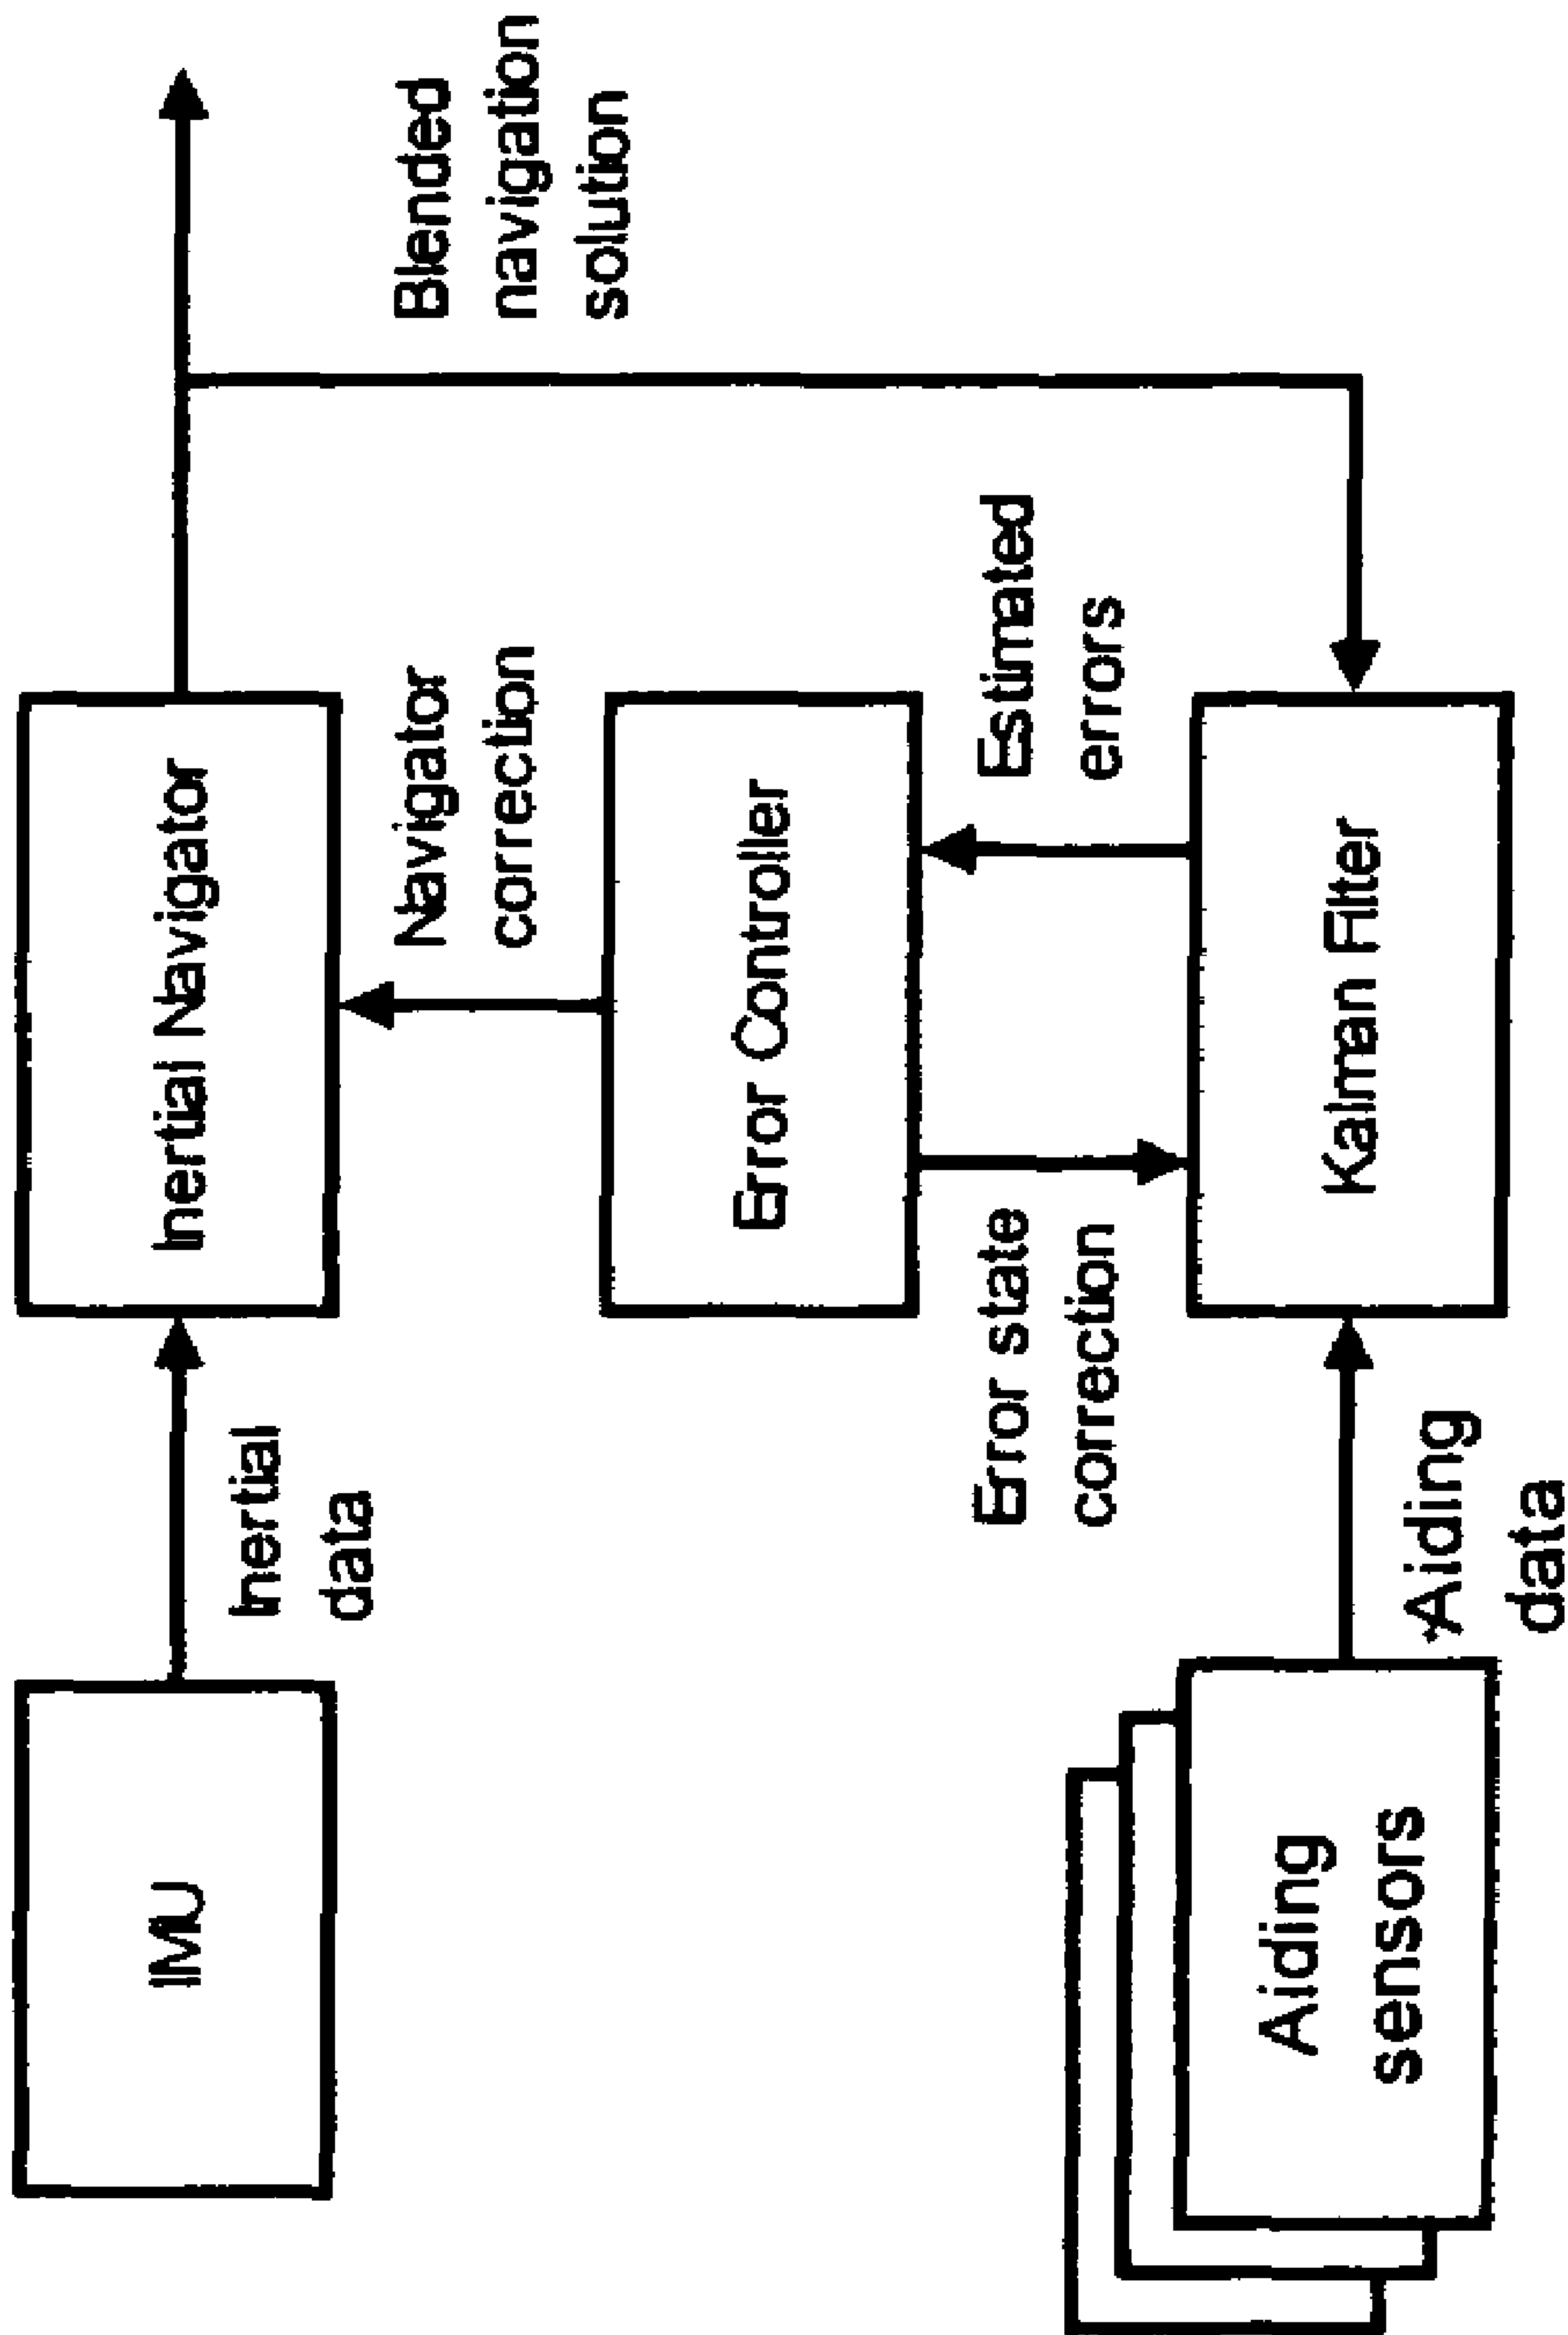 IMU
Inertial
data
Inertial Navigator
Blended
navigation
solution
Navigator
correction
Error Controller
Error state
correction
Estimated
errors
Aiding
sensors
Aiding
data
Kalman Filter